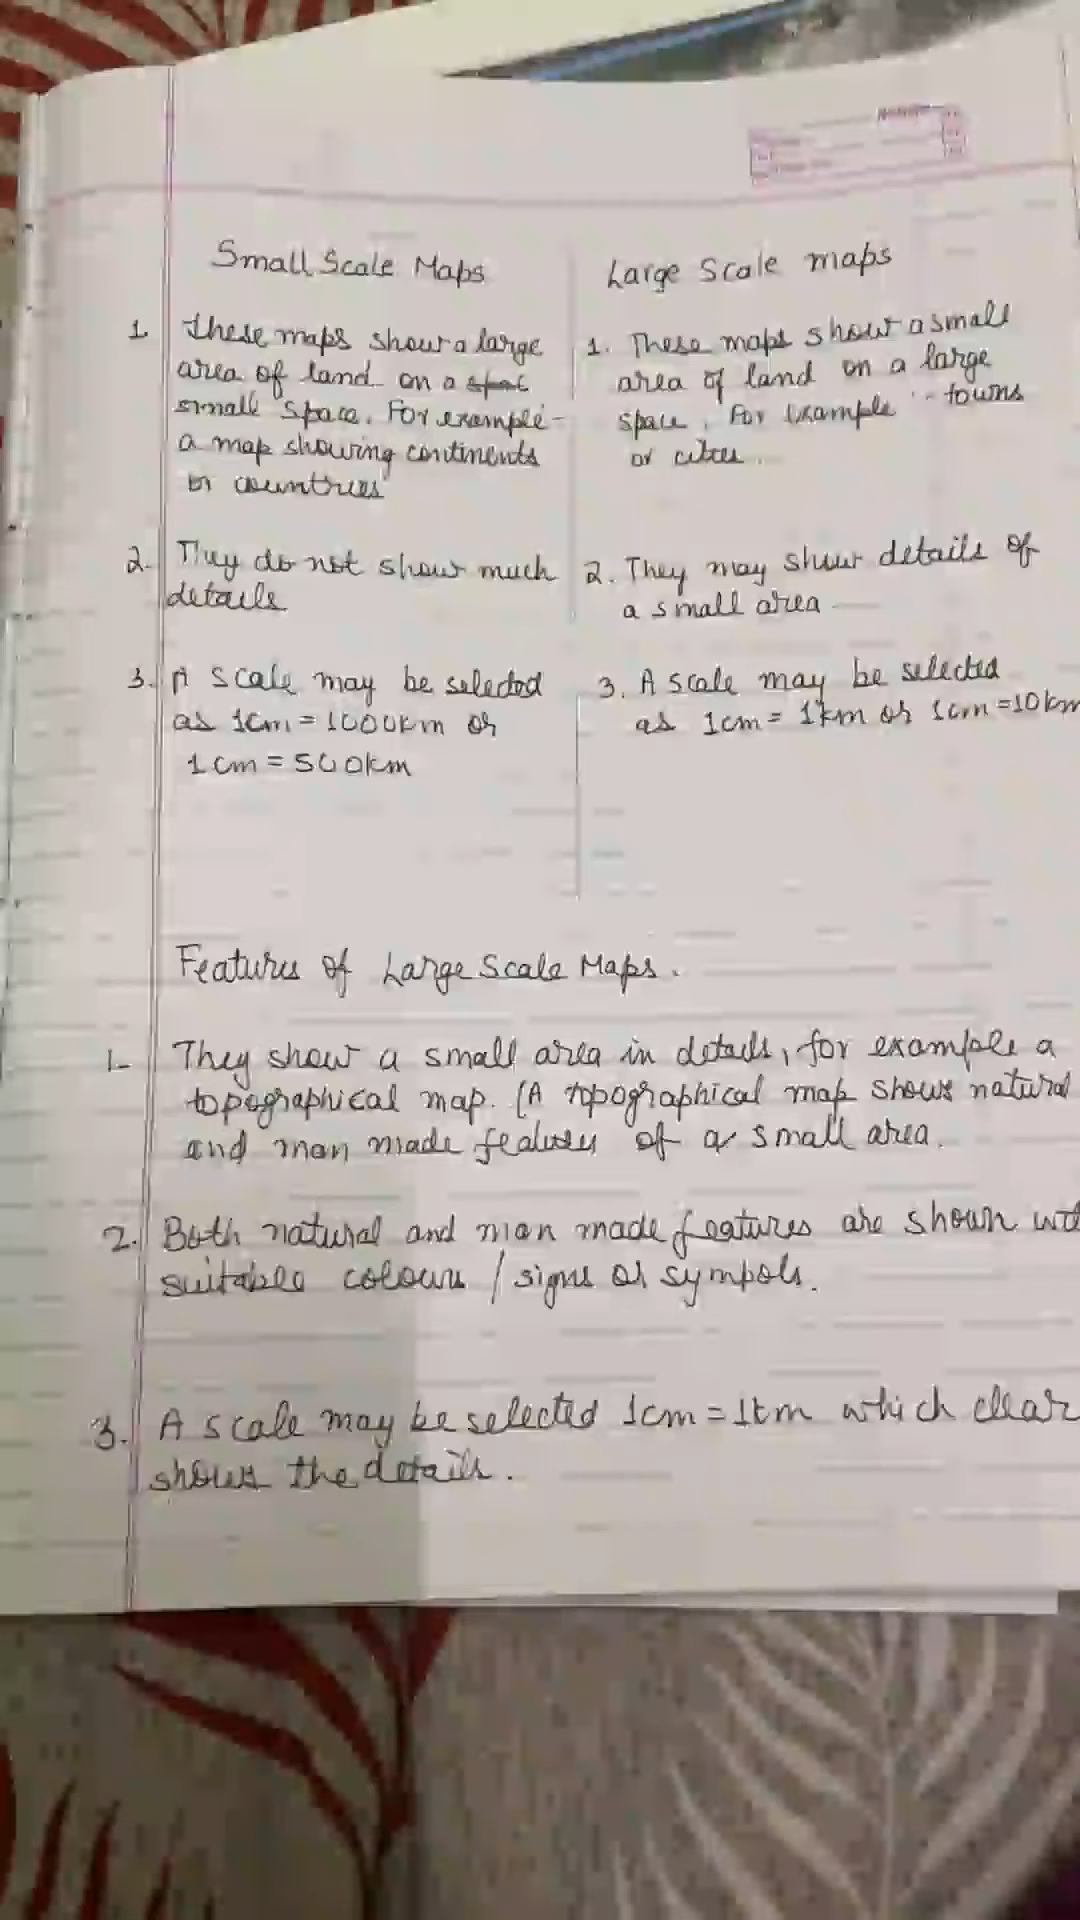 Small Scale Maps
1. These maps show a large
area of land on a
small space. For example-
a map showing continents
or countries
2. They do not show much
details
3. A scale may be selected
as 1cm = 1000km or
1cm = 500km
Large Scale maps
1. These maps show a small
area of land on a large
space. For example - towns
or cities.
2. They may show details of
a small area
3. A scale may be selected
as 1cm = 1km or 1cm =10km
Features of Large Scale Maps.
1- They show a small area in details, for example a
topographical map. (A topographical map shows natural
and man made features of a small area.
2. Both natural and man made features are shown
suitable colours / signs or symbols.
3. A scale may be selected 1cm = 1km which clear
shows the details.